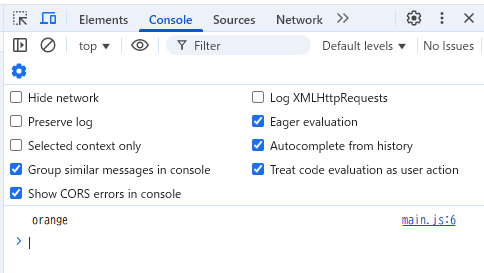 Elements Console Sources Network
top Filter Default levels No Issues
Hide network Log XMLHttpRequests
Preserve log Eager evaluation
Selected context only Autocomplete from history
Group similar messages in console Treat code evaluation as user action
Show CORS errors in console
orange main.js:6